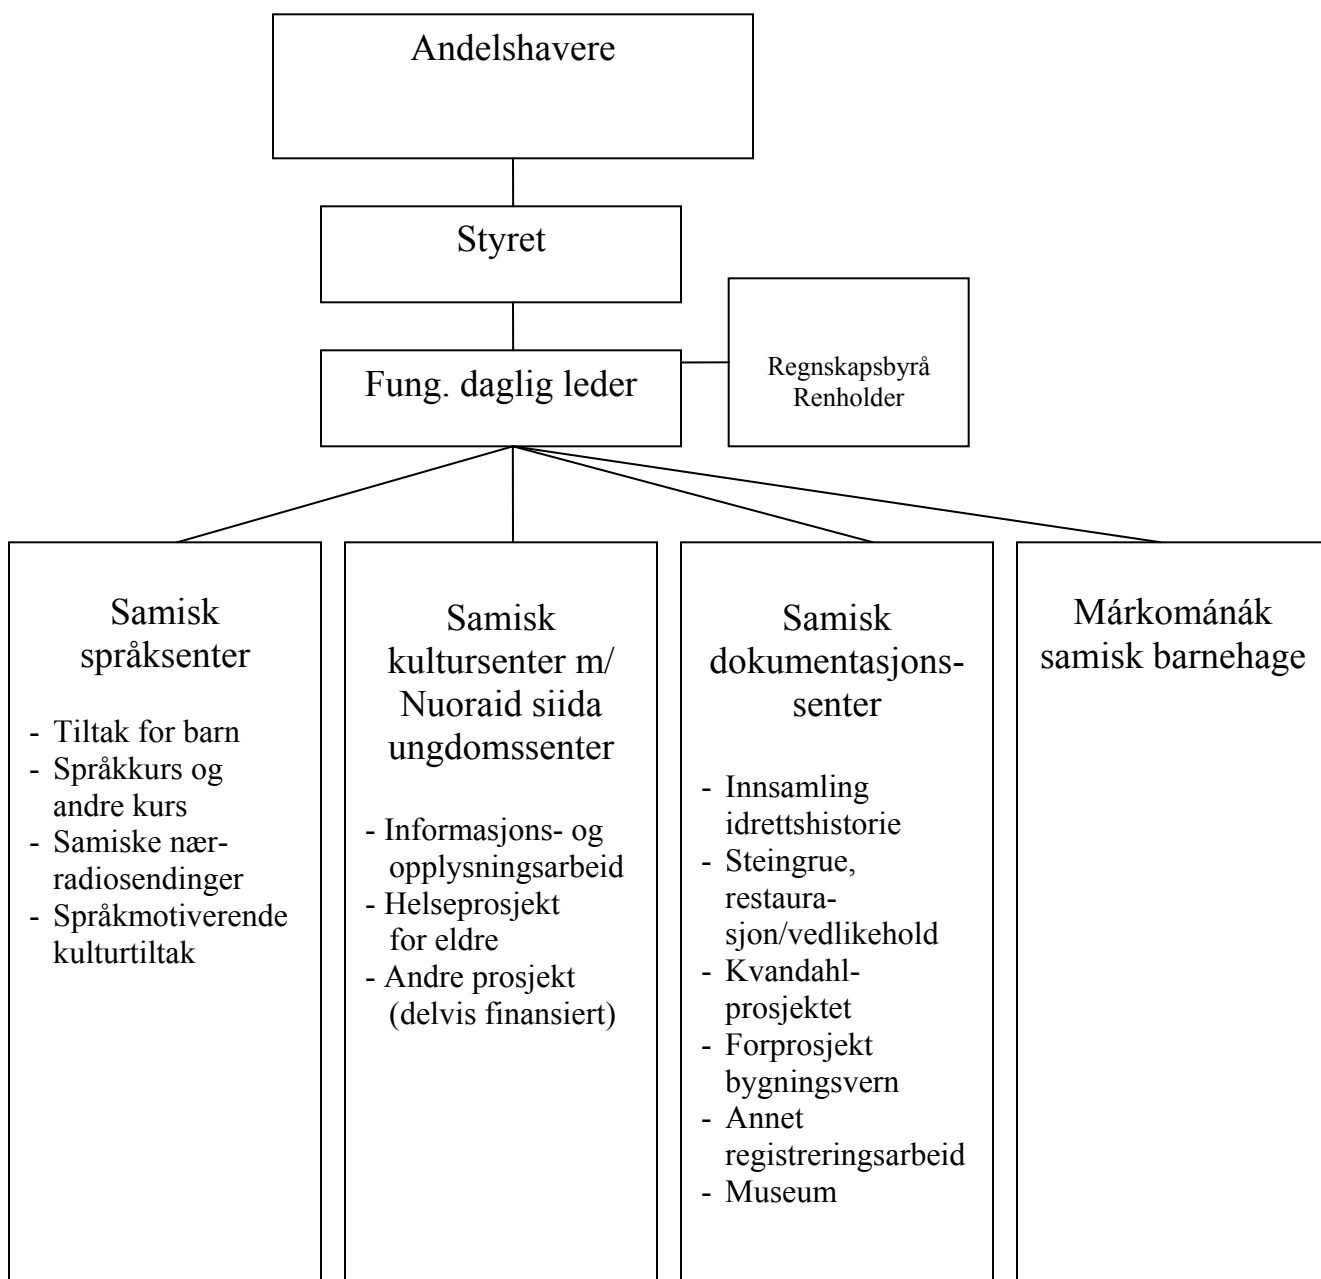 Andelshavere
Styret
Fung. daglig leder
Regnskapsbyrå
Renholder
Samisk
språksenter
- Tiltak for barn
- Språkkurs og
andre kurs
- Samiske nær-
radiosendinger
- Språkmotiverende
kulturtiltak
Samisk
kultursenter m/
Nuoraid siida
ungdomssenter
- Informasjons- og
opplysningsarbeid
- Helseprosjekt
for eldre
- Andre prosjekt
(delvis finansiert)
Samisk
dokumentasjons-
senter
- Innsamling
idrettshistorie
- Steingrue,
restaura-
sjon/vedlikehold
- Kvandahl-
prosjektet
- Forprosjekt
bygningsvern
- Annet
registreringsarbeid
- Museum
Márkománák
samisk barnehage